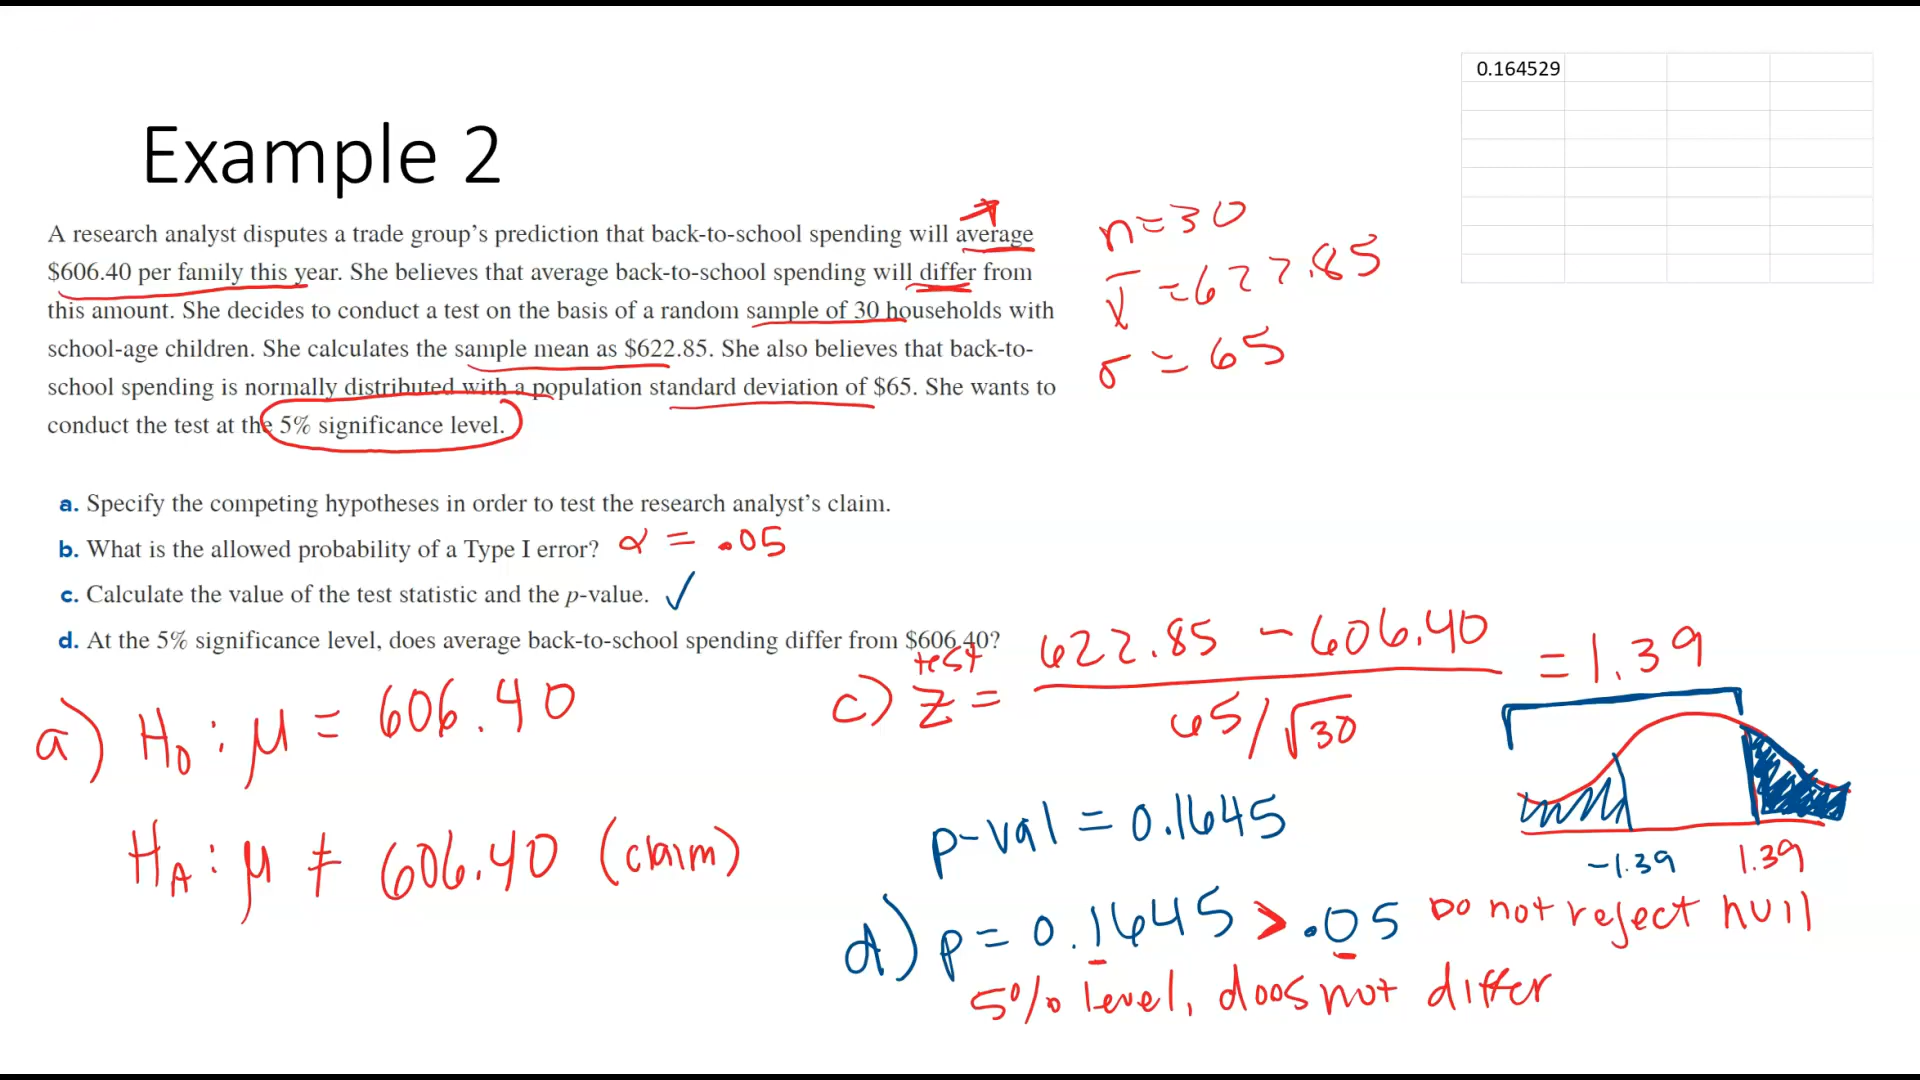 0.164529
Example 2
A research analyst disputes a trade group’s prediction that back-to-school spending will average
$606.40 per family this year. She believes that average back-to-school spending will differ from
this amount. She decides to conduct a test on the basis of a random sample of 30 households with
school-age children. She calculates the sample mean as $622.85. She also believes that back-to-
school spending is normally distributed with a population standard deviation of $65. She wants to
conduct the test at the 5% significance level.
n=30
x̄ =622.85
σ = 65
a. Specify the competing hypotheses in order to test the research analyst’s claim.
b. What is the allowed probability of a Type I error? α = .05
c. Calculate the value of the test statistic and the p-value. ✓
d. At the 5% significance level, does average back-to-school spending differ from $606.40?
a) H₀ : μ = 606.40
H_A : μ ≠ 606.40 (claim)
test
c) z = 622.85 - 606.40 = 1.39
65/√30
-1.39 1.39
p-val = 0.1645
d) p = 0.1645 > .05 Do not reject null
5% level, does not differ